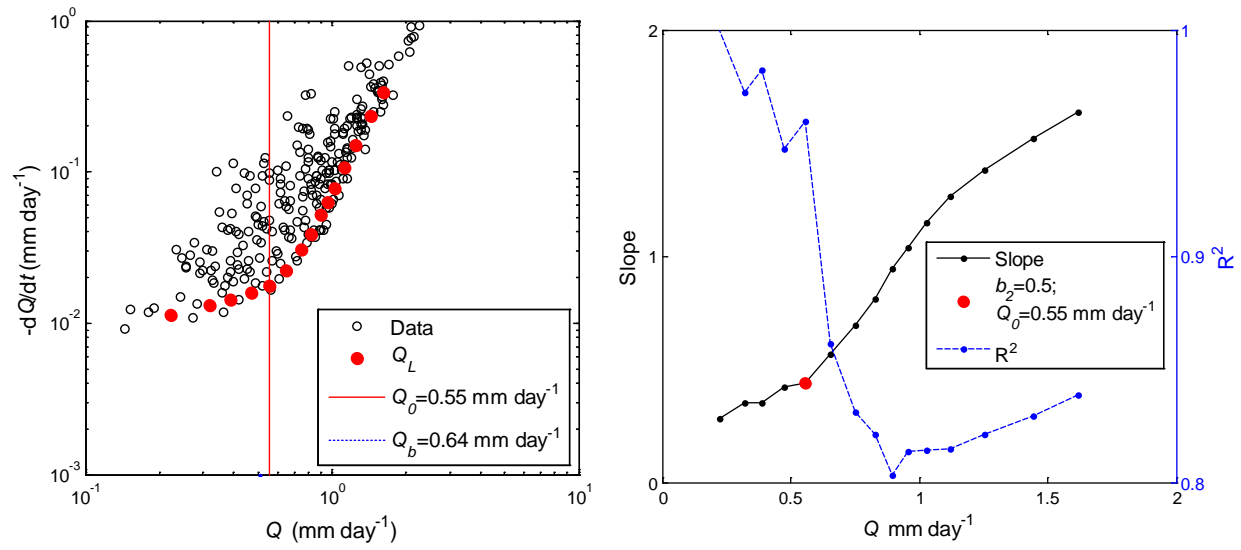 10^0
10^-1
10^-2
10^-3
10^-1
10^0
10^1
-dQ/dt (mm day^-1)
Q (mm day^-1)
Data
Q_L
Q_0=0.55 mm day^-1
Q_b=0.64 mm day^-1
2
1
0
Slope
0
0.5
1
1.5
2
Q mm day^-1
1
0.9
0.8
R^2
Slope
b_2=0.5;
Q_0=0.55 mm day^-1
R^2